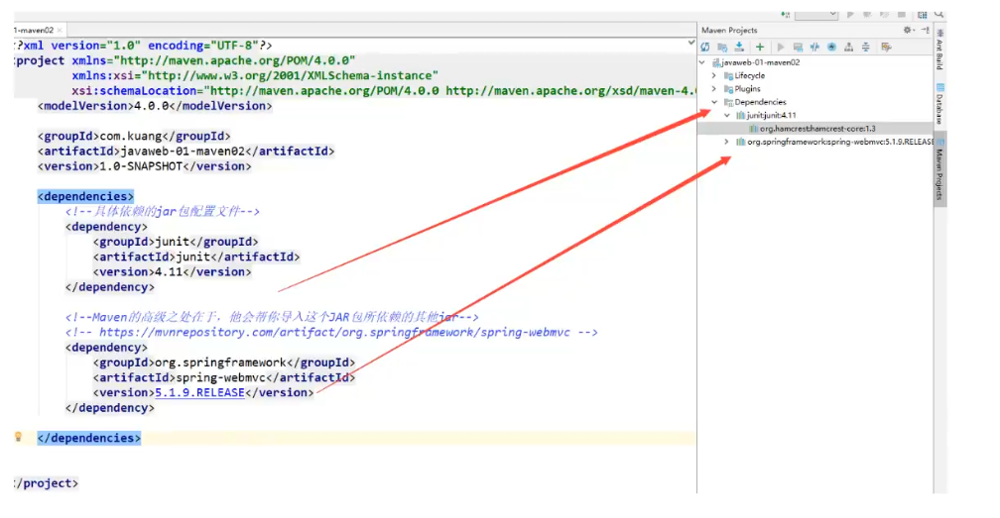 1-maven02 ×
?xml version="1.0" encoding="UTF-8"?>
project xmlns="http://maven.apache.org/POM/4.0.0"
xmlns:xsi="http://www.w3.org/2001/XMLSchema-instance"
xsi:schemaLocation="http://maven.apache.org/POM/4.0.0 http://maven.apache.org/xsd/maven-4.0
<modelVersion>4.0.0</modelVersion>
<groupId>com.kuang</groupId>
<artifactId>javaweb-01-maven02</artifactId>
<version>1.0-SNAPSHOT</version>
<dependencies>
<!--具体依赖的jar包配置文件-->
<dependency>
<groupId>junit</groupId>
<artifactId>junit</artifactId>
<version>4.11</version>
</dependency>
<!--Maven的高级之处在于，他会帮你导入这个JAR包所依赖的其他jar-->
<!-- https://mvnrepository.com/artifact/org.springframework/spring-webmvc -->
<dependency>
<groupId>org.springframework</groupId>
<artifactId>spring-webmvc</artifactId>
<version>5.1.9.RELEASE</version>
</dependency>
</dependencies>
/project>
Maven Projects
javaweb-01-maven02
Lifecycle
Plugins
Dependencies
junit:junit:4.11
org.hamcrest:hamcrest-core:1.3
org.springframework:spring-webmvc:5.1.9.RELEASE
Ant Build
Database
Maven Projects